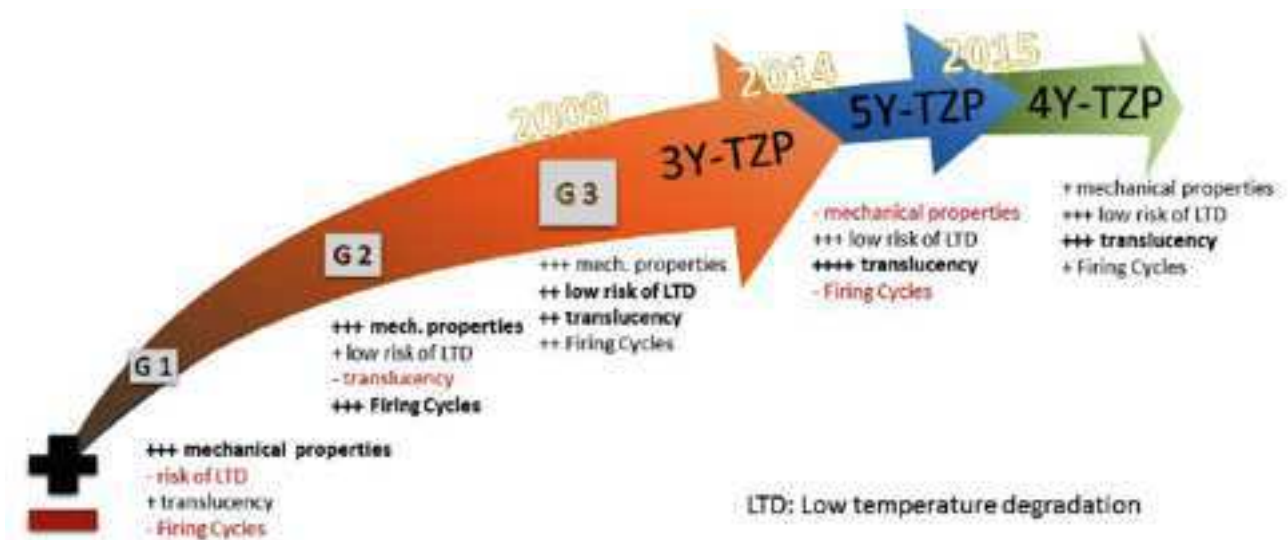 2009
2014
2015
3Y-TZP
5Y-TZP
4Y-TZP
G 1
G 2
G 3
+++ mechanical properties
- risk of LTD
+ translucency
- Firing Cycles
+++ mech. properties
+ low risk of LTD
- translucency
+++ Firing Cycles
+++ mech. properties
++ low risk of LTD
++ translucency
++ Firing Cycles
- mechanical properties
+++ low risk of LTD
++++ translucency
- Firing Cycles
+ mechanical properties
+++ low risk of LTD
+++ translucency
+ Firing Cycles
LTD: Low temperature degradation